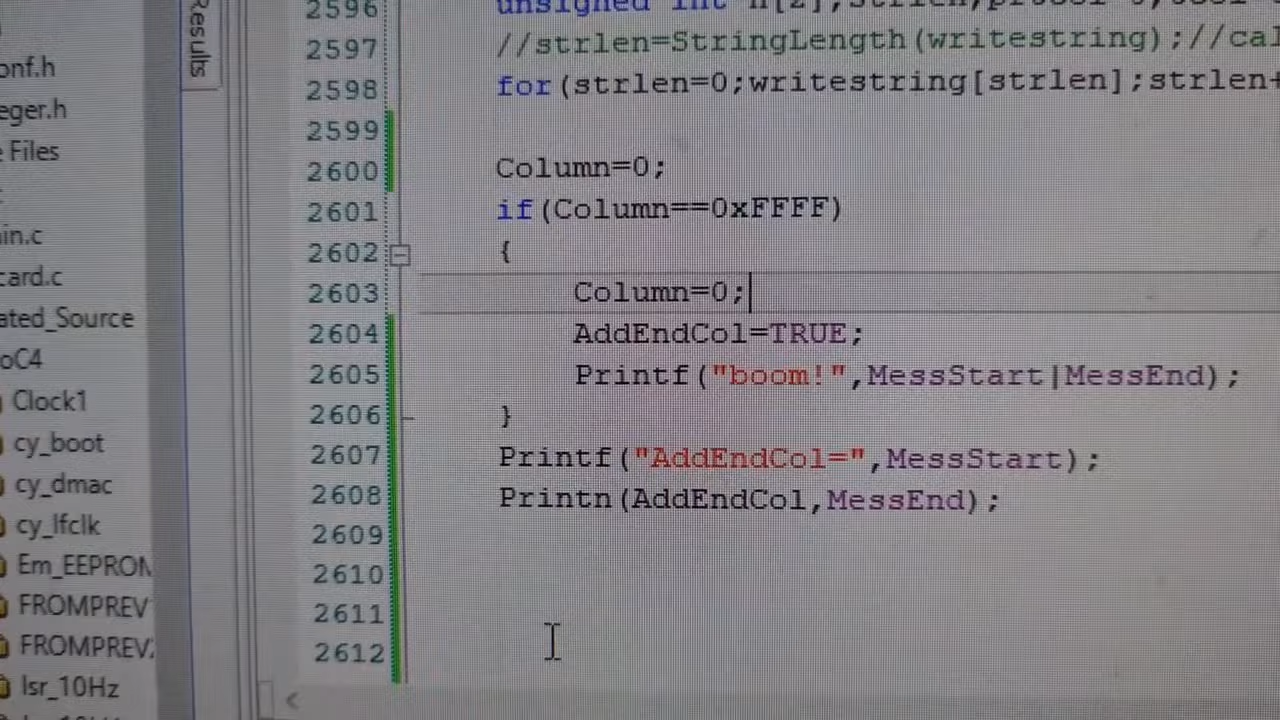 Results
onf.h
eger.h
Files
in.c
card.c
ated_Source
oC4
Clock1
cy_boot
cy_dmac
cy_lfclk
Em_EEPROM
FROMPREV
FROMPREV
Isr_10Hz
2596 unsigned int
2597 //strlen=StringLength(writestring);//cal
2598 for(strlen=0;writestring[strlen];strlen+
2599
2600 Column=0;
2601 if(Column==0xFFFF)
2602 {
2603 Column=0;
2604 AddEndCol=TRUE;
2605 Printf("boom!",MessStart|MessEnd);
2606 }
2607 Printf("AddEndCol=",MessStart);
2608 Printn(AddEndCol,MessEnd);
2609
2610
2611
2612